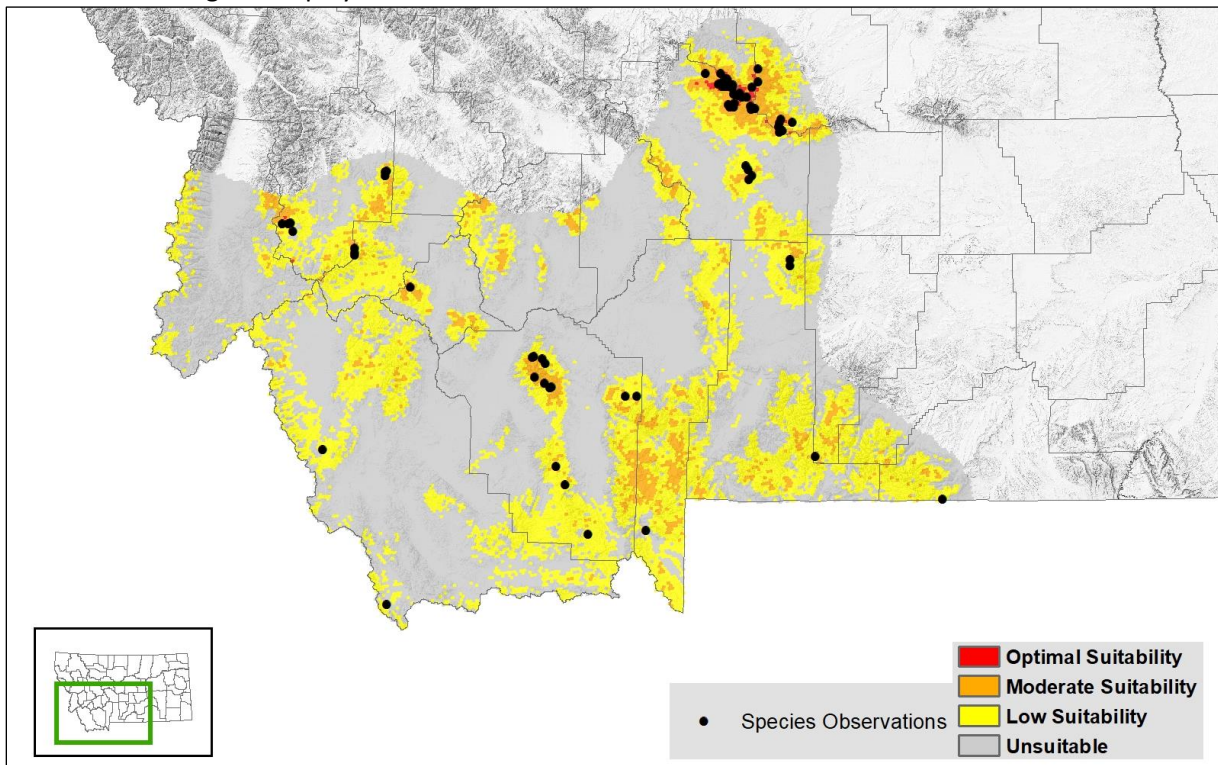 Optimal Suitability
Moderate Suitability
Species Observations
Low Suitability
Unsuitable